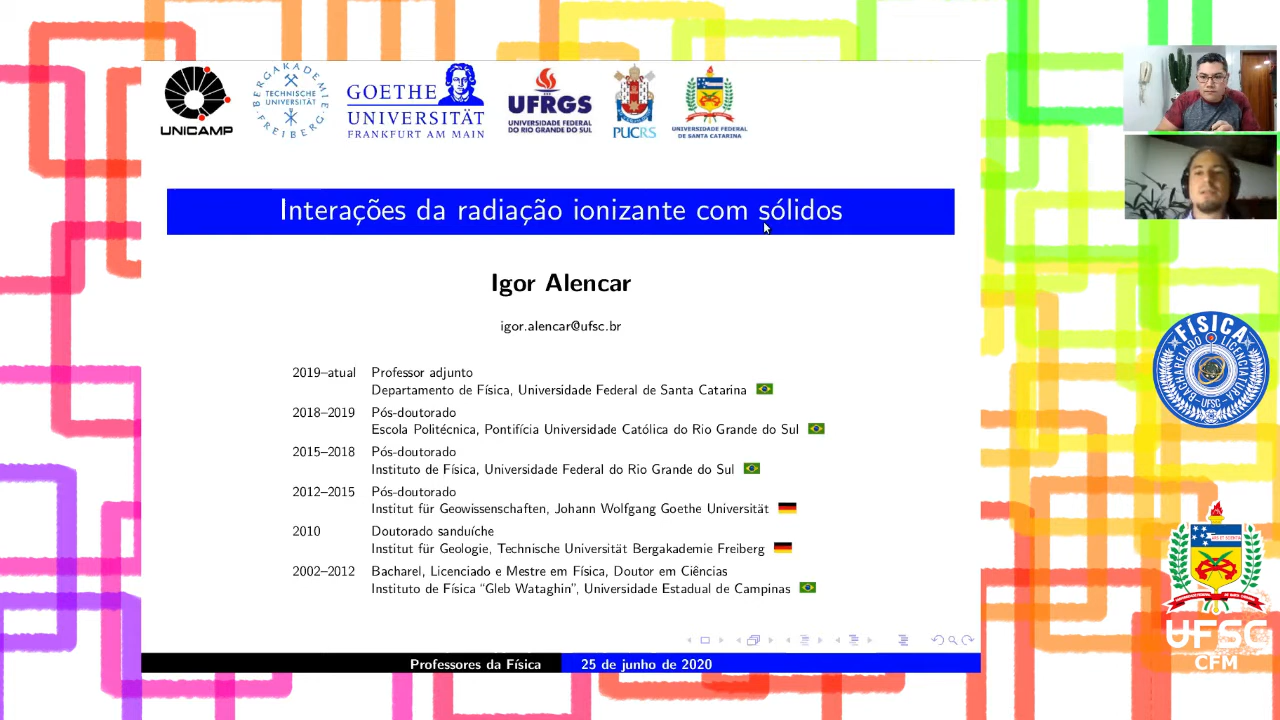 UNICAMP
BERGAKADEMIE
TECHNISCHE
UNIVERSITÄT
FREIBERG
GOETHE
UNIVERSITÄT
FRANKFURT AM MAIN
UFRGS
UNIVERSIDADE FEDERAL
DO RIO GRANDE DO SUL
PUCRS
UNIVERSIDADE FEDERAL
DE SANTA CATARINA
Interações da radiação ionizante com sólidos
Igor Alencar
igor.alencar@ufsc.br
2019–atual Professor adjunto
Departamento de Física, Universidade Federal de Santa Catarina
2018–2019 Pós-doutorado
Escola Politécnica, Pontifícia Universidade Católica do Rio Grande do Sul
2015–2018 Pós-doutorado
Instituto de Física, Universidade Federal do Rio Grande do Sul
2012–2015 Pós-doutorado
Institut für Geowissenschaften, Johann Wolfgang Goethe Universität
2010 Doutorado sanduíche
Institut für Geologie, Technische Universität Bergakademie Freiberg
2002–2012 Bacharel, Licenciado e Mestre em Física, Doutor em Ciências
Instituto de Física “Gleb Wataghin”, Universidade Estadual de Campinas
Professores da Física
25 de junho de 2020
FÍSICA
BACHARELADO LICENCIATURA
UFSC
UFSC
CFM